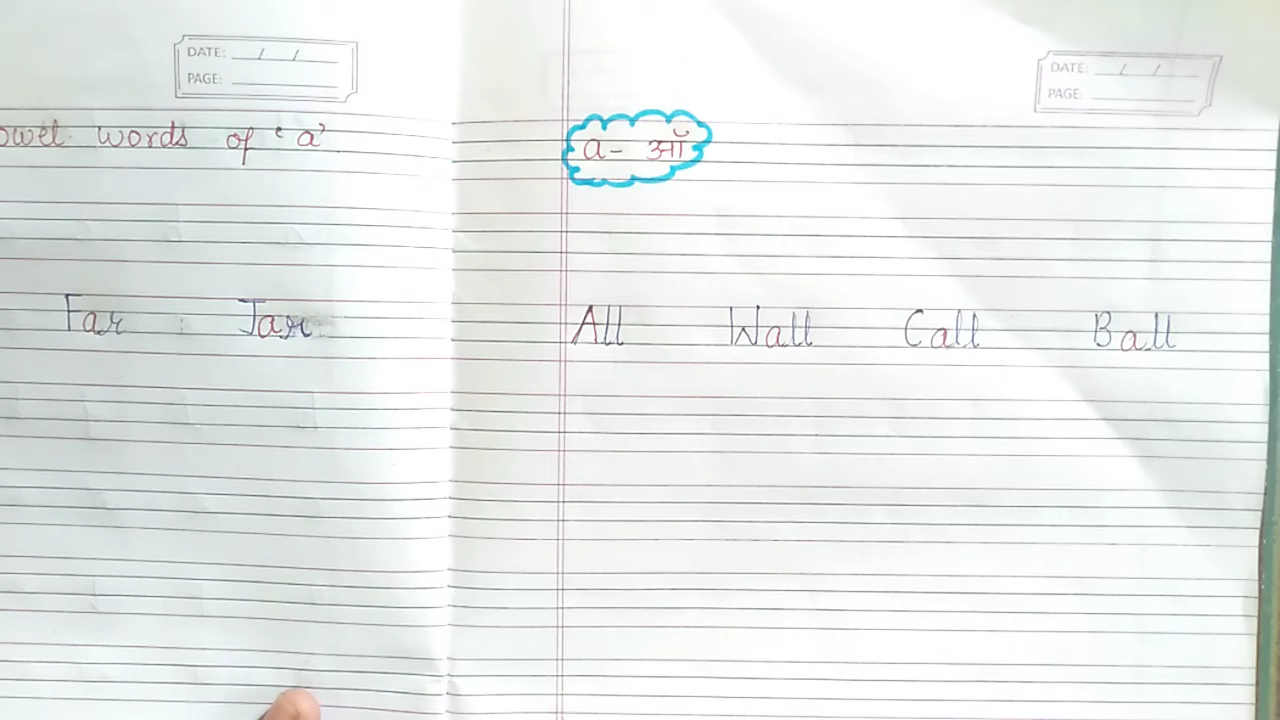 DATE: / /
PAGE:
owel words of 'a'
Far Jar
DATE: / /
PAGE:
a- ऑ
All Wall Call Ball